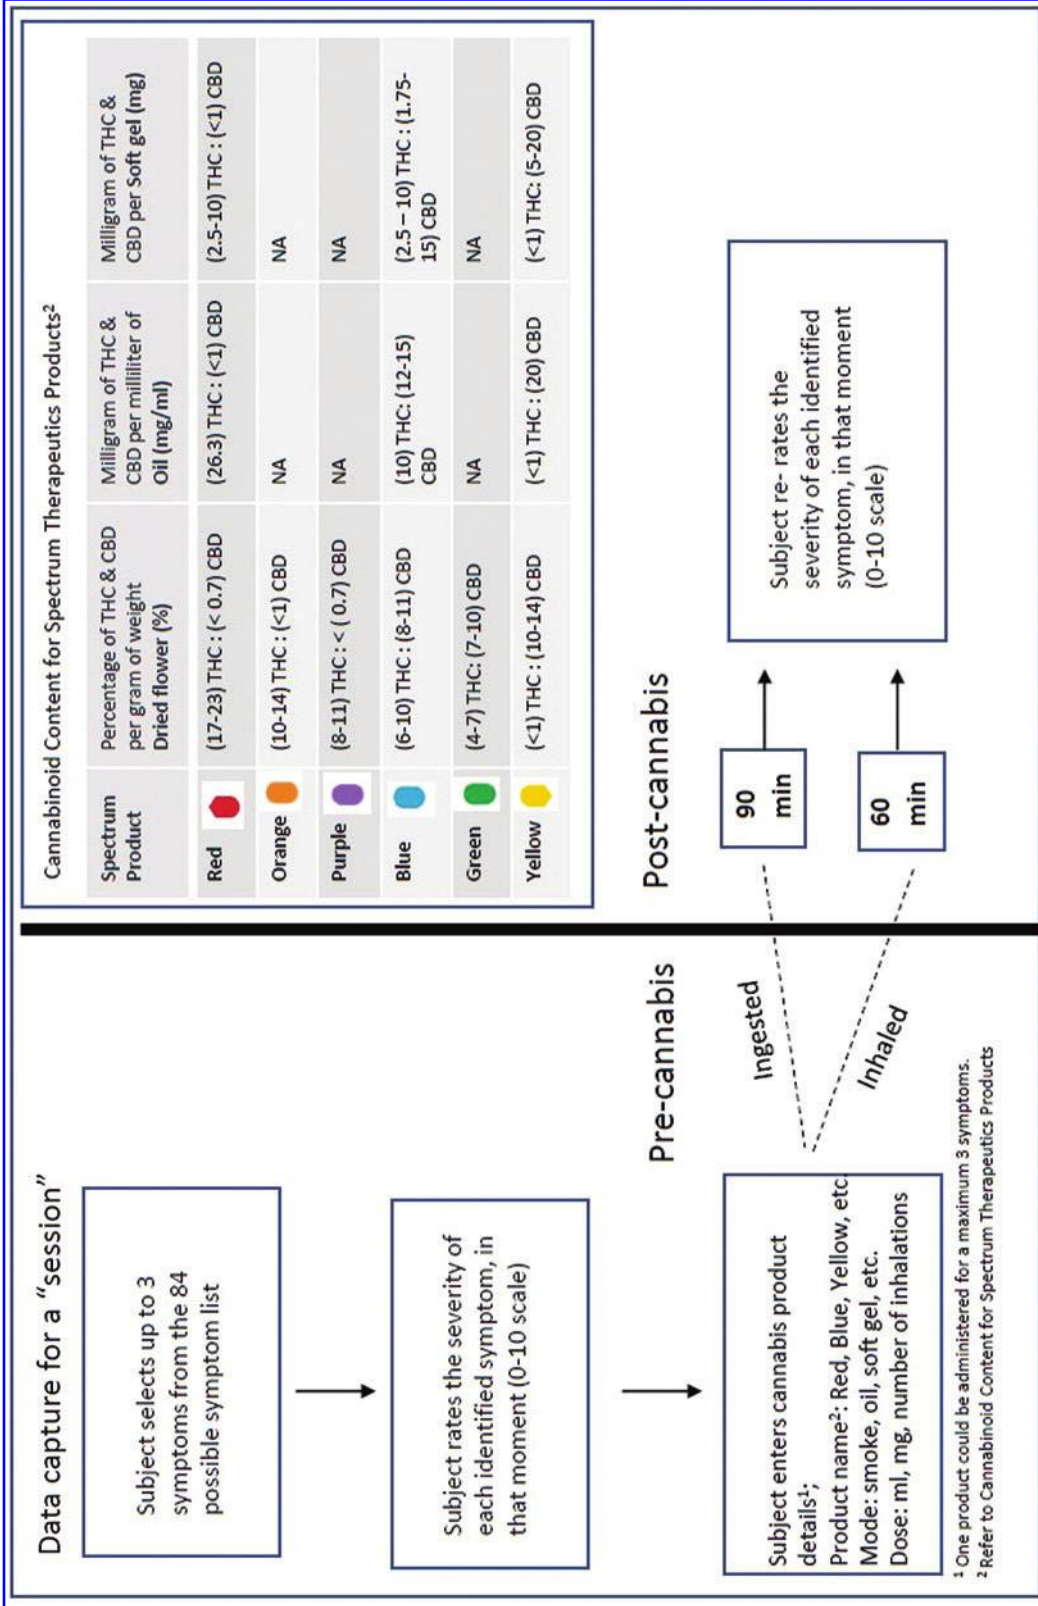 Data capture for a “session”
Subject selects up to 3
symptoms from the 84
possible symptom list
Subject rates the severity of
each identified symptom, in
that moment (0-10 scale)
Pre-cannabis
Subject enters cannabis product
details¹;
Product name²: Red, Blue, Yellow, etc.
Mode: smoke, oil, soft gel, etc.
Dose: ml, mg, number of inhalations
Ingested
Inhaled
¹ One product could be administered for a maximum 3 symptoms.
² Refer to Cannabinoid Content for Spectrum Therapeutics Products
Cannabinoid Content for Spectrum Therapeutics Products²
Spectrum
Product
Percentage of THC & CBD
per gram of weight
Dried flower (%)
Milligram of THC &
CBD per milliliter of
Oil (mg/ml)
Milligram of THC &
CBD per Soft gel (mg)
Red
(17-23) THC : (< 0.7) CBD
(26.3) THC : (<1) CBD
(2.5-10) THC : (<1) CBD
Orange
(10-14) THC : (<1) CBD
NA
NA
Purple
(8-11) THC : < ( 0.7) CBD
NA
NA
Blue
(6-10) THC : (8-11) CBD
(10) THC: (12-15)
CBD
(2.5 – 10) THC : (1.75-
15) CBD
Green
(4-7) THC: (7-10) CBD
NA
NA
Yellow
(<1) THC : (10-14) CBD
(<1) THC : (20) CBD
(<1) THC: (5-20) CBD
Post-cannabis
90
min
60
min
Subject re- rates the
severity of each identified
symptom, in that moment
(0-10 scale)